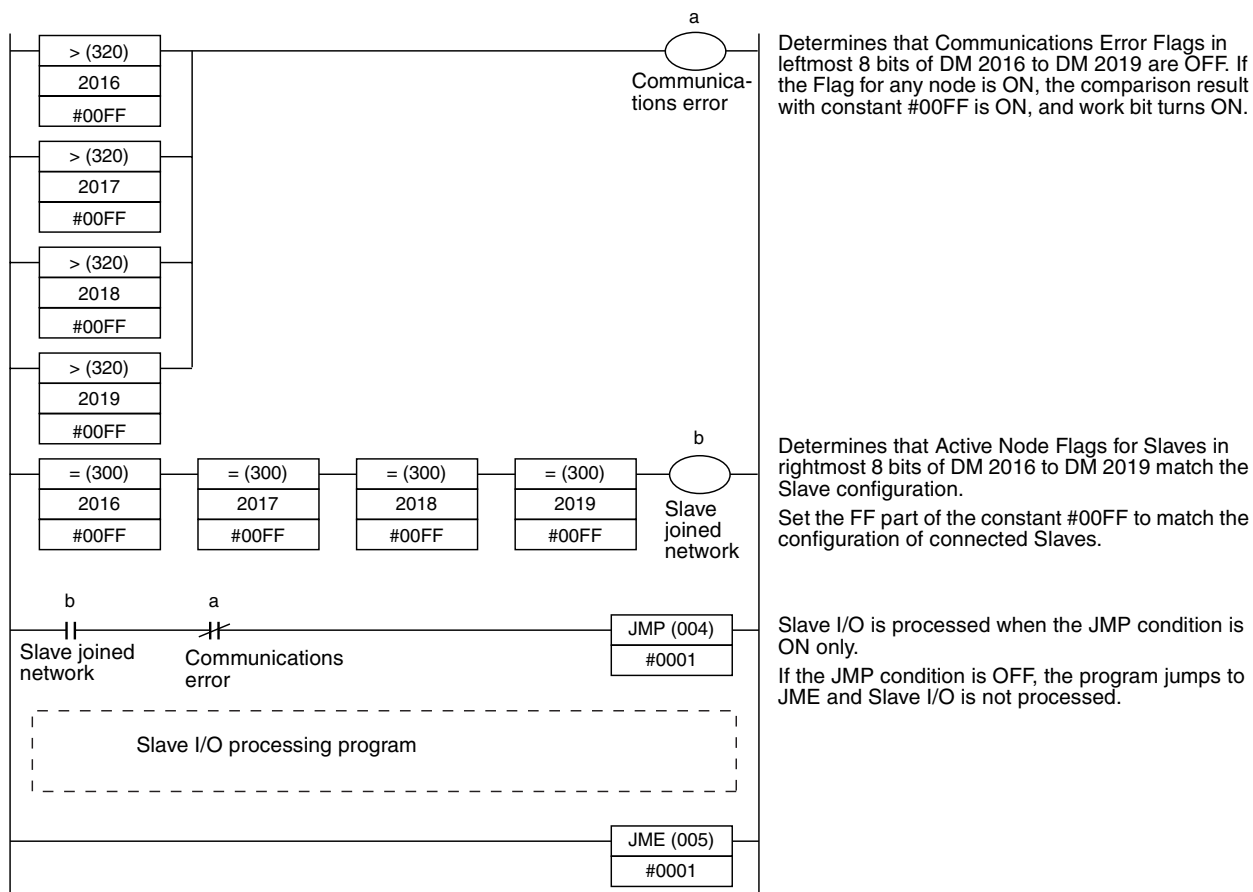 a
> (320)
2016
#00FF
Communica-
tions error
Determines that Communications Error Flags in
leftmost 8 bits of DM 2016 to DM 2019 are OFF. If
the Flag for any node is ON, the comparison result
with constant #00FF is ON, and work bit turns ON.
> (320)
2017
#00FF
> (320)
2018
#00FF
> (320)
2019
#00FF
b
= (300)
2016
#00FF
= (300)
2017
#00FF
= (300)
2018
#00FF
= (300)
2019
#00FF
Slave
joined
network
Determines that Active Node Flags for Slaves in
rightmost 8 bits of DM 2016 to DM 2019 match the
Slave configuration.
Set the FF part of the constant #00FF to match the
configuration of connected Slaves.
b
Slave joined
network
a
Communications
error
JMP (004)
#0001
Slave I/O is processed when the JMP condition is
ON only.
If the JMP condition is OFF, the program jumps to
JME and Slave I/O is not processed.
Slave I/O processing program
JME (005)
#0001